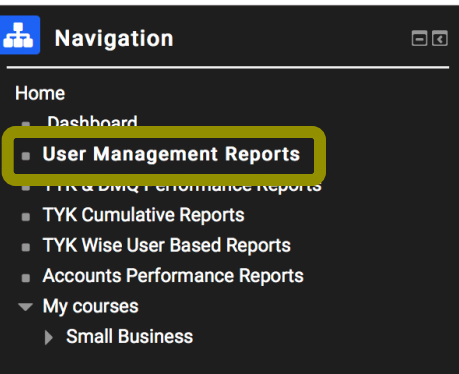 Navigation
Home
Dashboard
User Management Reports
TYK & DMQ Performance Reports
TYK Cumulative Reports
TYK Wise User Based Reports
Accounts Performance Reports
My courses
Small Business